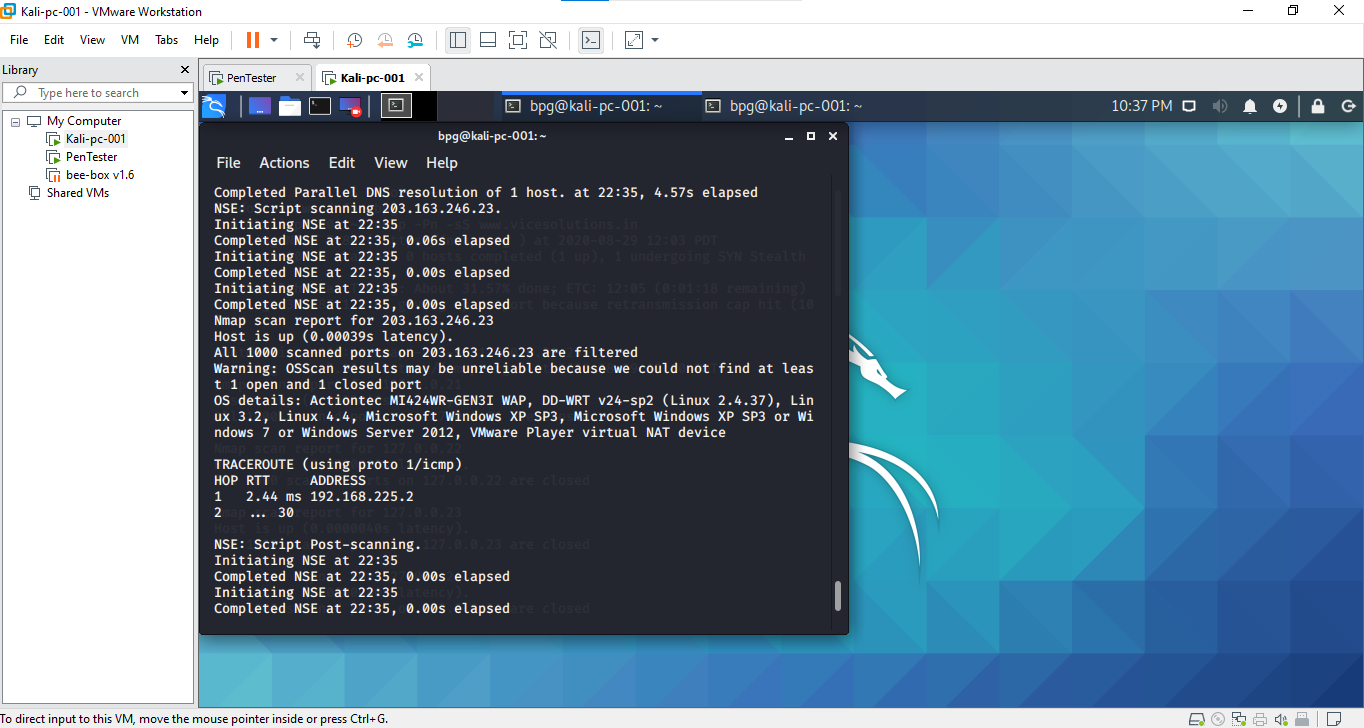 Kali-pc-001 - VMware Workstation
File Edit View VM Tabs Help
Library
Type here to search
My Computer
Kali-pc-001
PenTester
bee-box v1.6
Shared VMs
PenTester Kali-pc-001
bpg@kali-pc-001: ~ bpg@kali-pc-001: ~ 10:37 PM
bpg@kali-pc-001: ~
File Actions Edit View Help
Completed Parallel DNS resolution of 1 host. at 22:35, 4.57s elapsed
NSE: Script scanning 203.163.246.23.
Initiating NSE at 22:35
Completed NSE at 22:35, 0.06s elapsed
Initiating NSE at 22:35
Completed NSE at 22:35, 0.00s elapsed
Initiating NSE at 22:35
Completed NSE at 22:35, 0.00s elapsed
Nmap scan report for 203.163.246.23
Host is up (0.00039s latency).
All 1000 scanned ports on 203.163.246.23 are filtered
Warning: OSScan results may be unreliable because we could not find at leas
t 1 open and 1 closed port
OS details: Actiontec MI424WR-GEN3I WAP, DD-WRT v24-sp2 (Linux 2.4.37), Lin
ux 3.2, Linux 4.4, Microsoft Windows XP SP3, Microsoft Windows XP SP3 or Wi
ndows 7 or Windows Server 2012, VMware Player virtual NAT device
TRACEROUTE (using proto 1/icmp)
HOP RTT ADDRESS
1 2.44 ms 192.168.225.2
2 ... 30
NSE: Script Post-scanning.
Initiating NSE at 22:35
Completed NSE at 22:35, 0.00s elapsed
Initiating NSE at 22:35
Completed NSE at 22:35, 0.00s elapsed
To direct input to this VM, move the mouse pointer inside or press Ctrl+G.